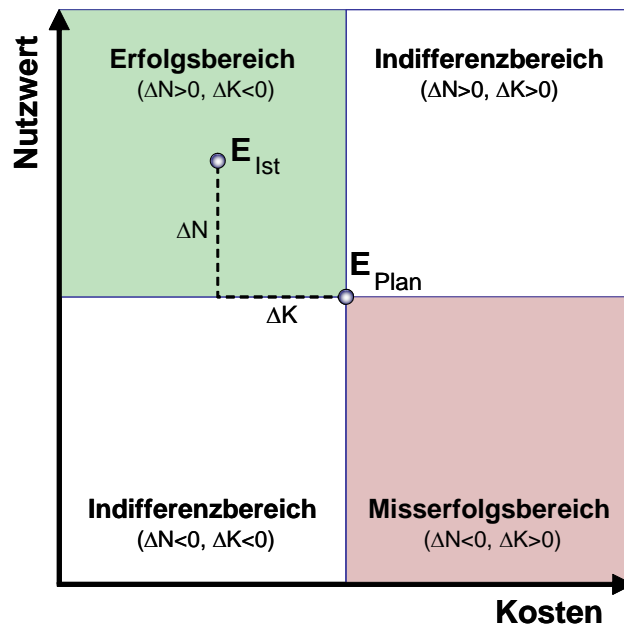 Nutzwert
Erfolgsbereich
(ΔN>0, ΔK<0)
Indifferenzbereich
(ΔN>0, ΔK>0)
E Ist
ΔN
E Plan
ΔK
Indifferenzbereich
(ΔN<0, ΔK<0)
Misserfolgsbereich
(ΔN<0, ΔK>0)
Kosten